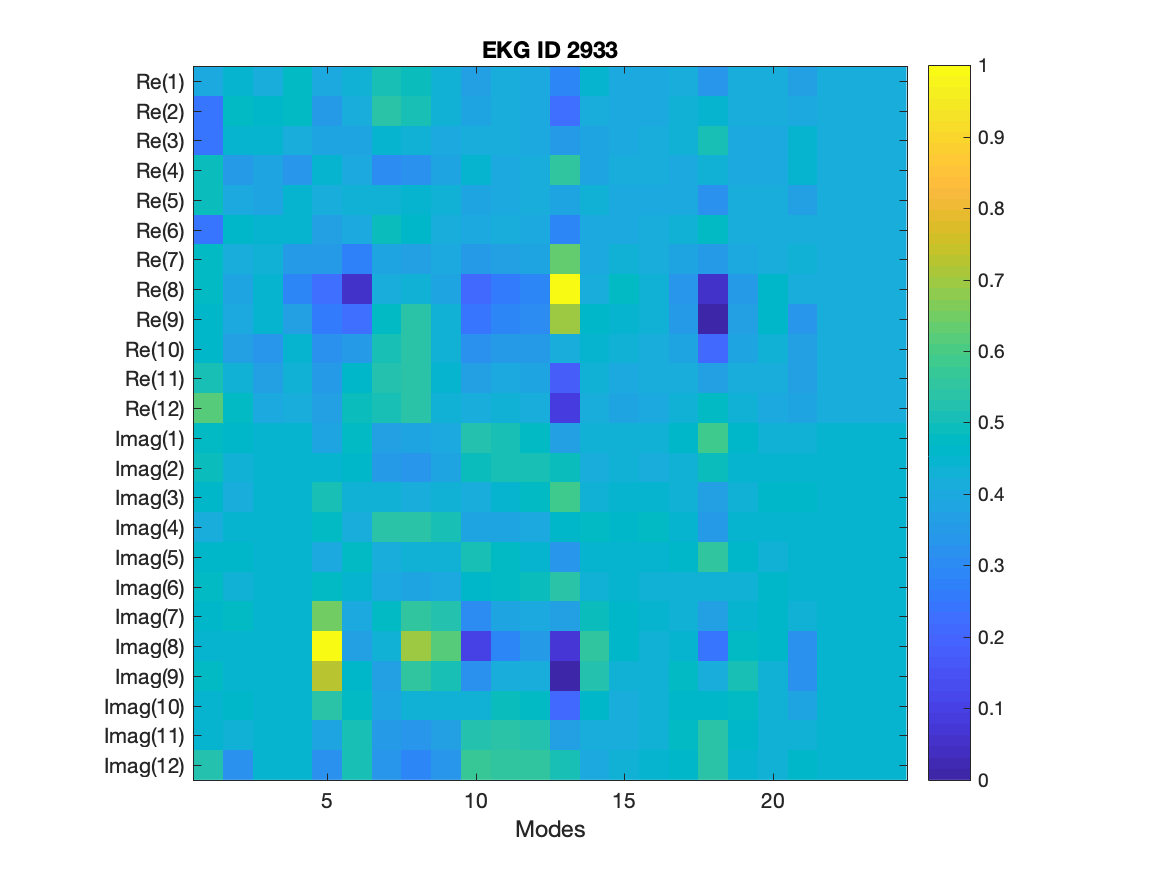 EKG ID 2933
Re(1)
Re(2)
Re(3)
Re(4)
Re(5)
Re(6)
Re(7)
Re(8)
Re(9)
Re(10)
Re(11)
Re(12)
Imag(1)
Imag(2)
Imag(3)
Imag(4)
Imag(5)
Imag(6)
Imag(7)
Imag(8)
Imag(9)
Imag(10)
Imag(11)
Imag(12)
5 10 15 20
Modes
1
0.9
0.8
0.7
0.6
0.5
0.4
0.3
0.2
0.1
0